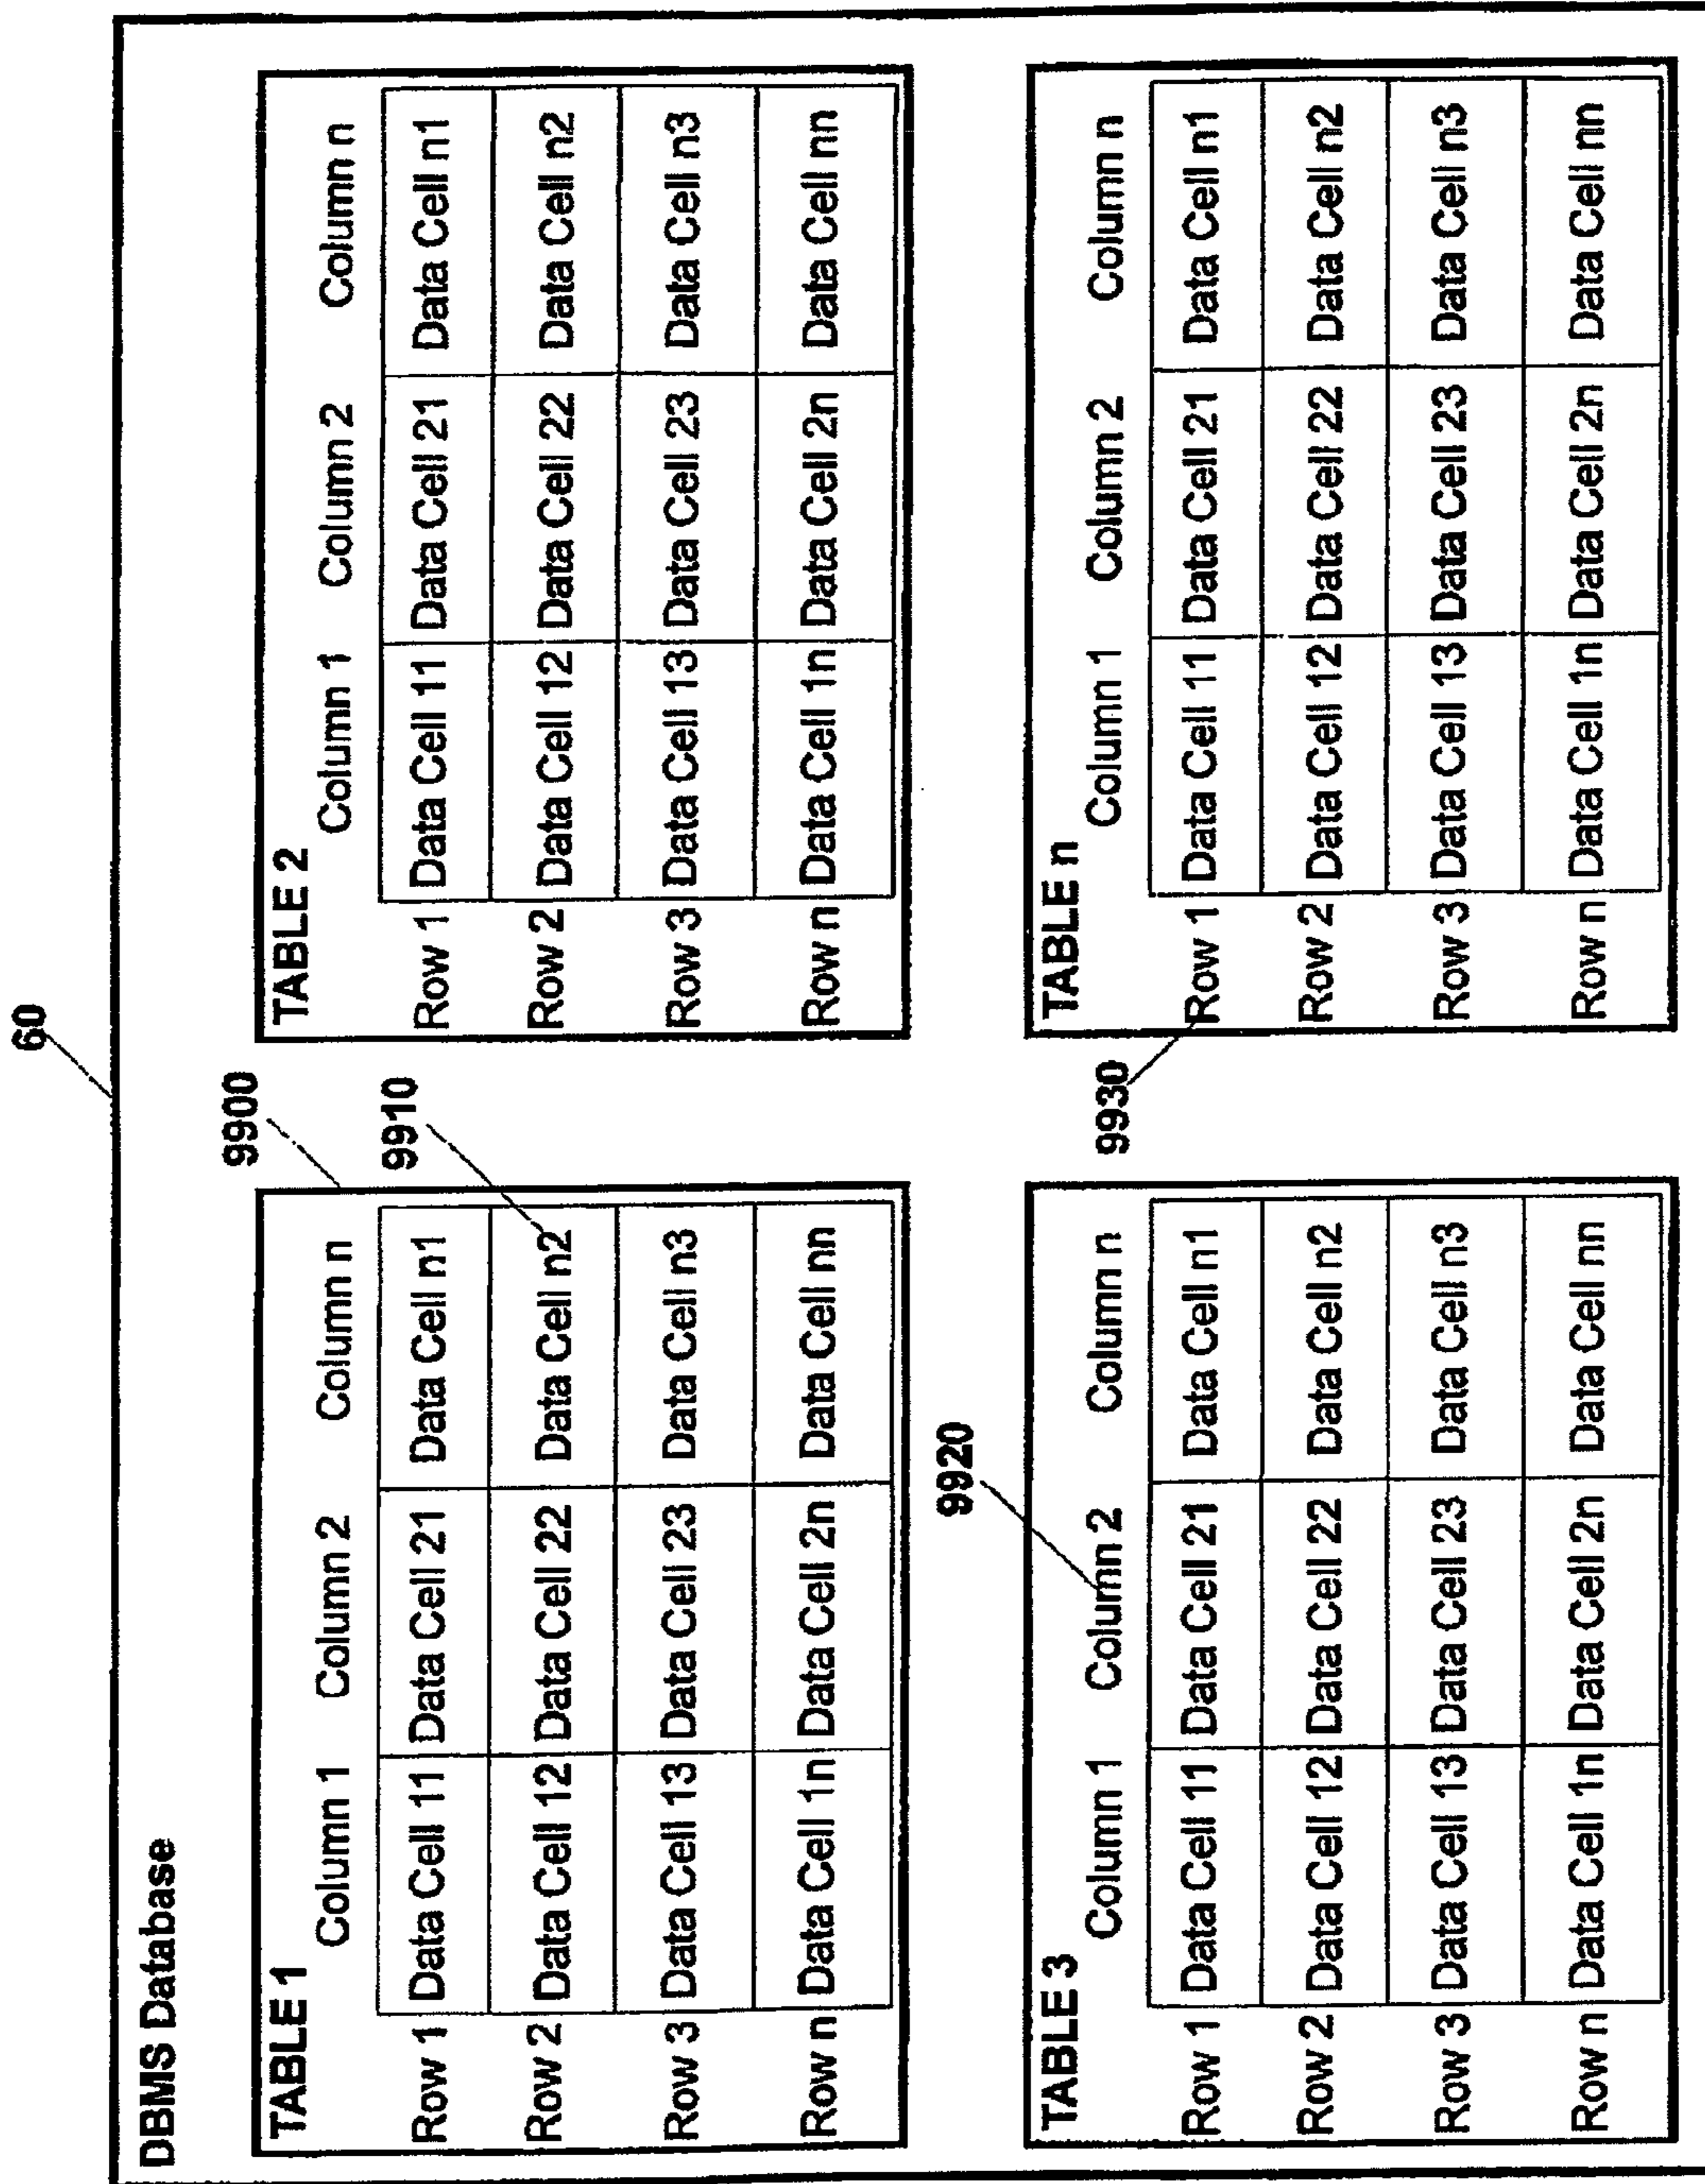 60
DBMS Database
9900
9910
TABLE 1
Column 1 Column 2 Column n
Row 1 Data Cell 11 Data Cell 21 Data Cell n1
Row 2 Data Cell 12 Data Cell 22 Data Cell n2
Row 3 Data Cell 13 Data Cell 23 Data Cell n3
Row n Data Cell 1n Data Cell 2n Data Cell nn
TABLE 2
Column 1 Column 2 Column n
Row 1 Data Cell 11 Data Cell 21 Data Cell n1
Row 2 Data Cell 12 Data Cell 22 Data Cell n2
Row 3 Data Cell 13 Data Cell 23 Data Cell n3
Row n Data Cell 1n Data Cell 2n Data Cell nn
9920
9930
TABLE 3
Column 1 Column 2 Column n
Row 1 Data Cell 11 Data Cell 21 Data Cell n1
Row 2 Data Cell 12 Data Cell 22 Data Cell n2
Row 3 Data Cell 13 Data Cell 23 Data Cell n3
Row n Data Cell 1n Data Cell 2n Data Cell nn
TABLE n
Column 1 Column 2 Column n
Row 1 Data Cell 11 Data Cell 21 Data Cell n1
Row 2 Data Cell 12 Data Cell 22 Data Cell n2
Row 3 Data Cell 13 Data Cell 23 Data Cell n3
Row n Data Cell 1n Data Cell 2n Data Cell nn